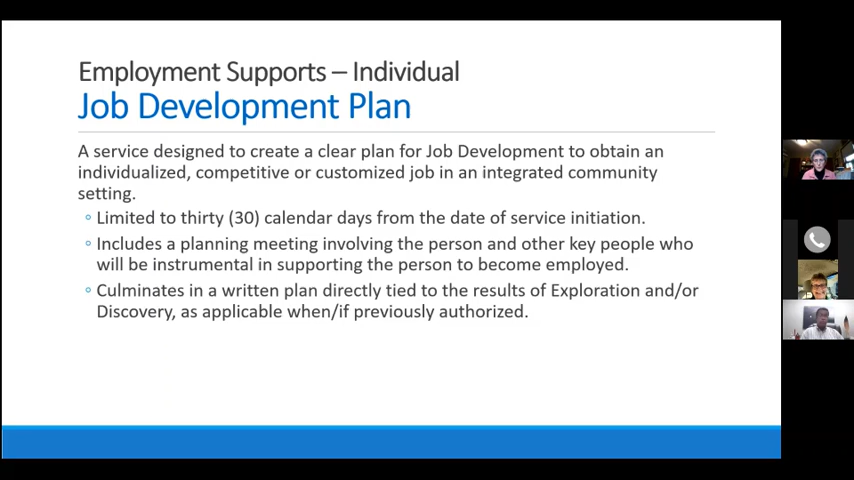 Employment Supports – Individual
Job Development Plan
A service designed to create a clear plan for Job Development to obtain an
individualized, competitive or customized job in an integrated community
setting.
◦ Limited to thirty (30) calendar days from the date of service initiation.
◦ Includes a planning meeting involving the person and other key people who
will be instrumental in supporting the person to become employed.
◦ Culminates in a written plan directly tied to the results of Exploration and/or
Discovery, as applicable when/if previously authorized.